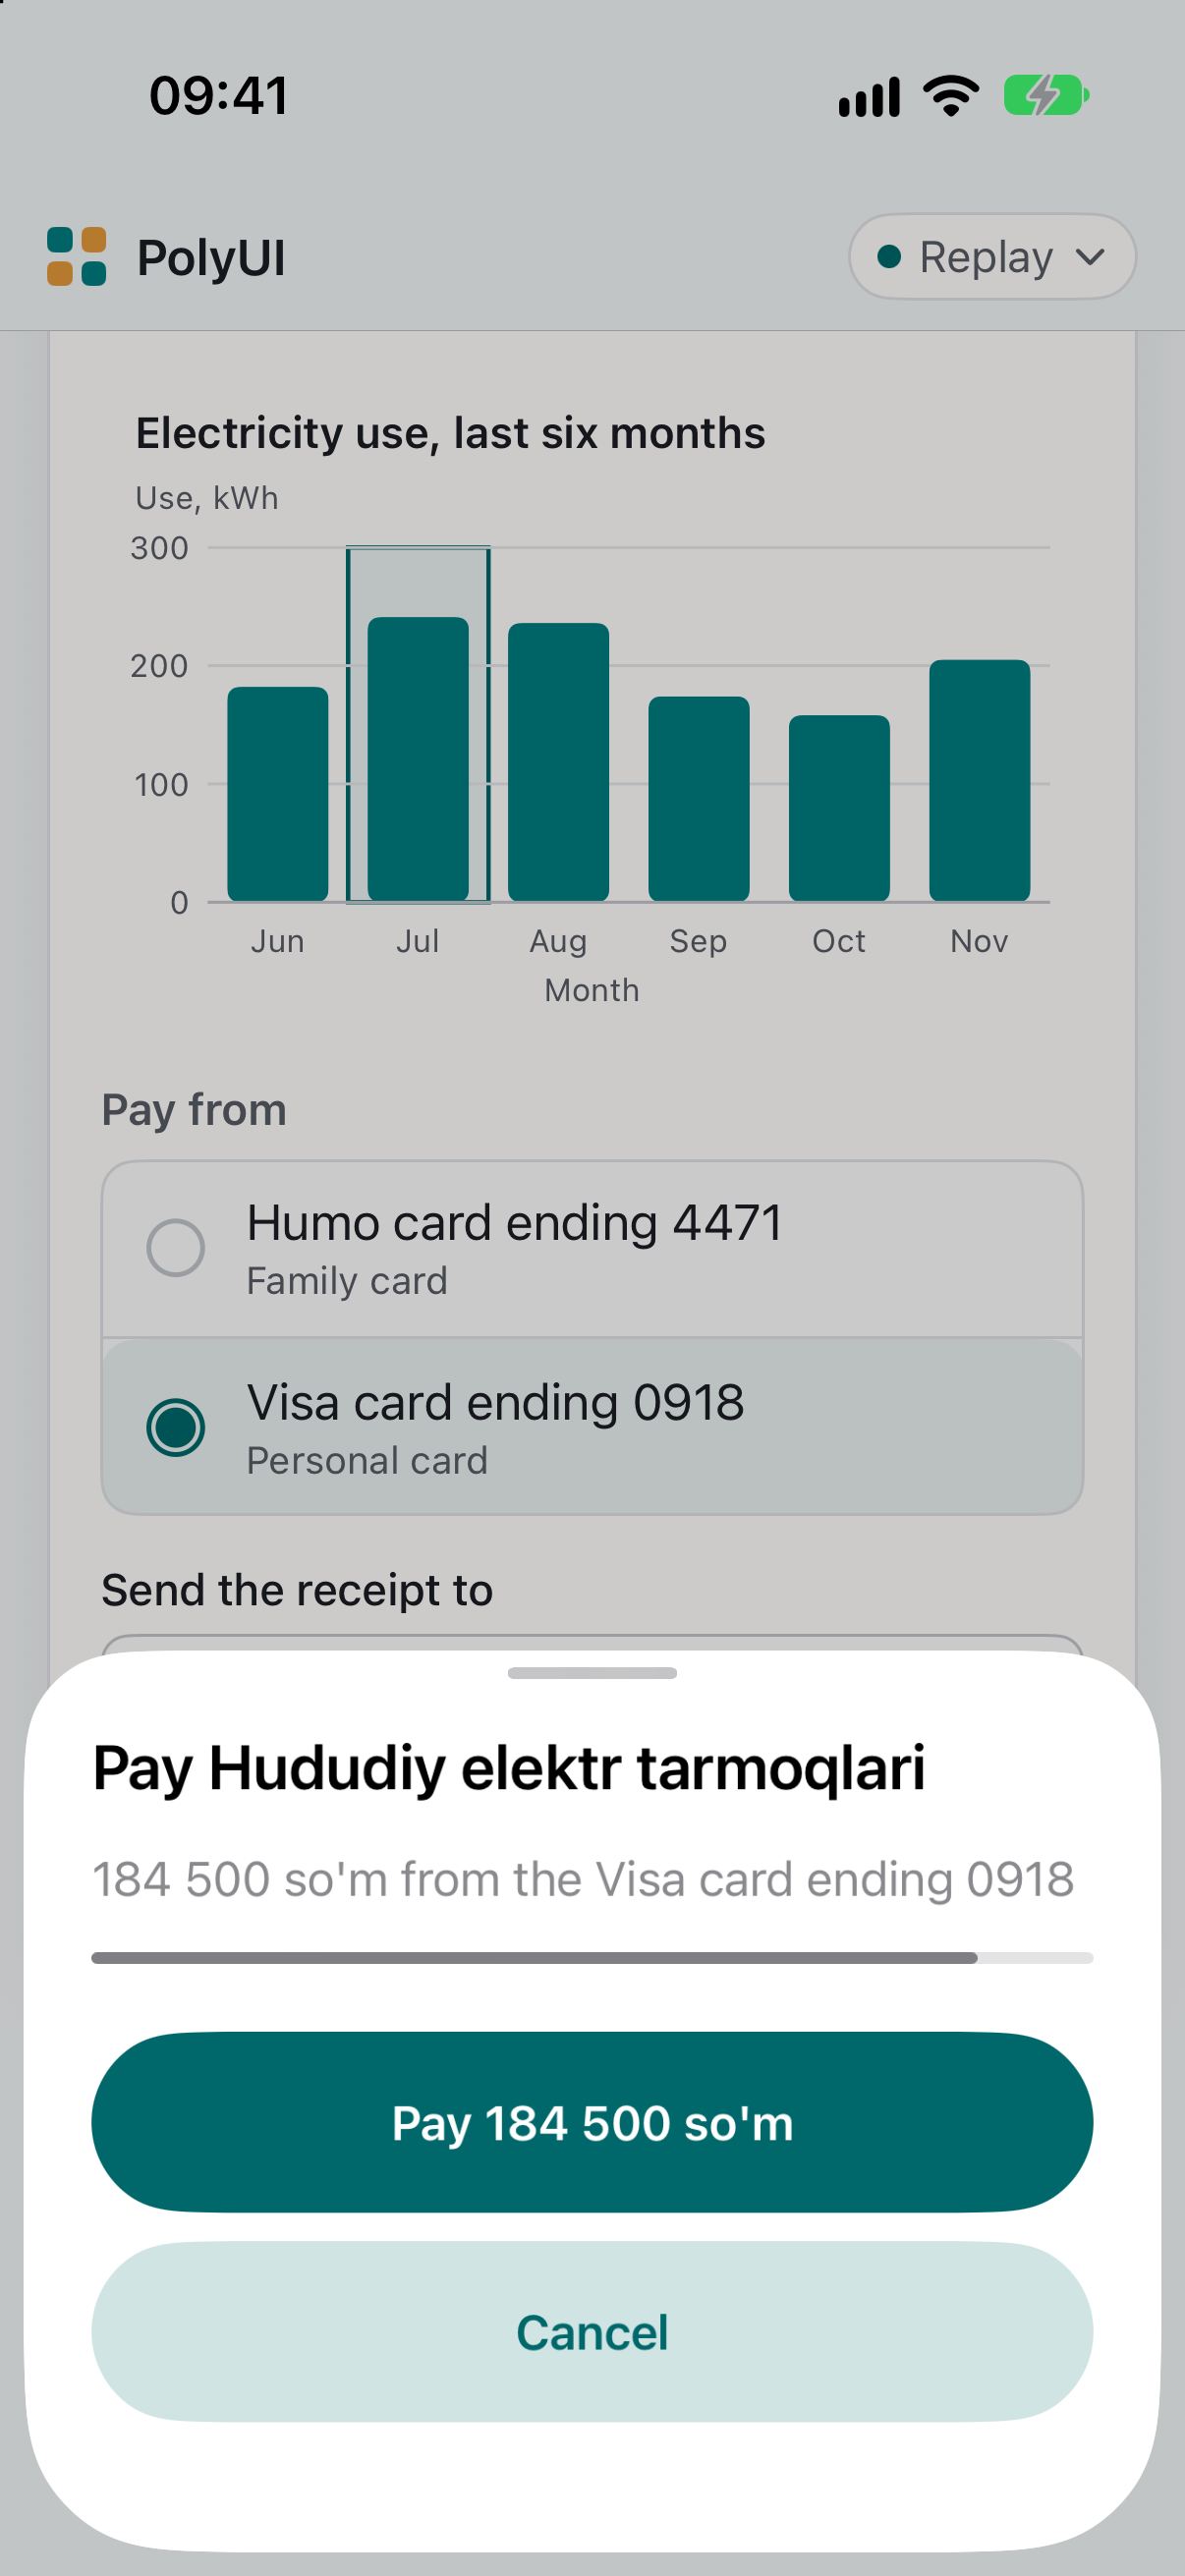 09:41
PolyUI
Replay
Electricity use, last six months
Use, kWh
300
200
100
0
Jun Jul Aug Sep Oct Nov
Month
Pay from
Humo card ending 4471
Family card
Visa card ending 0918
Personal card
Send the receipt to
Pay Hududiy elektr tarmoqlari
184 500 so'm from the Visa card ending 0918
Pay 184 500 so'm
Cancel